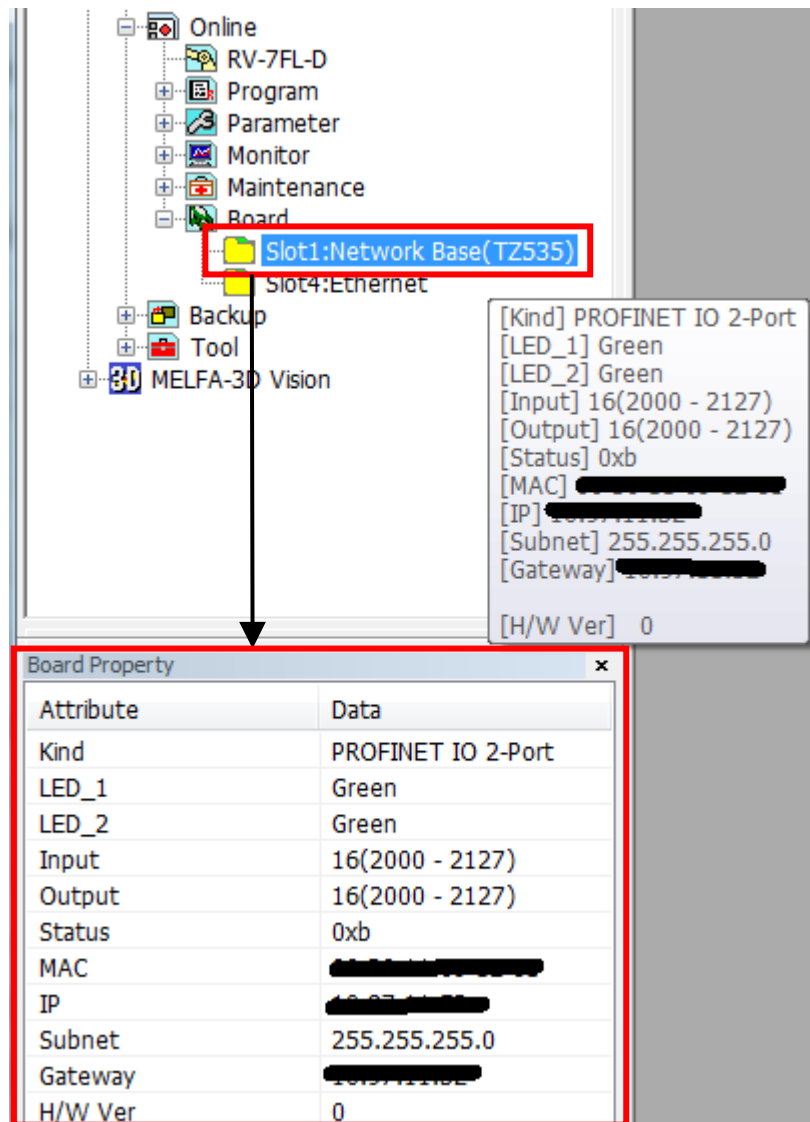 Online
RV-7FL-D
Program
Parameter
Monitor
Maintenance
Board
Slot1:Network Base(TZ535)
Slot4:Ethernet
Backup
Tool
MELFA-3D Vision
[Kind] PROFINET IO 2-Port
[LED_1] Green
[LED_2] Green
[Input] 16(2000 - 2127)
[Output] 16(2000 - 2127)
[Status] 0xb
[MAC]
[IP]
[Subnet] 255.255.255.0
[Gateway]
[H/W Ver] 0
Board Property x
Attribute Data
Kind PROFINET IO 2-Port
LED_1 Green
LED_2 Green
Input 16(2000 - 2127)
Output 16(2000 - 2127)
Status 0xb
MAC
IP
Subnet 255.255.255.0
Gateway
H/W Ver 0